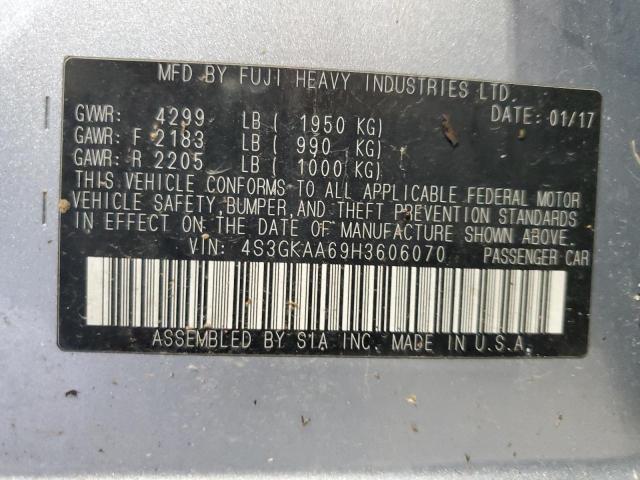 MFD BY FUJI HEAVY INDUSTRIES LTD.
DATE: 01/17
GVWR: 4299 LB ( 1950 KG)
GAWR: F 2183 LB ( 990 KG)
GAWR: R 2205 LB ( 1000 KG)
THIS VEHICLE CONFORMS TO ALL APPLICABLE FEDERAL MOTOR
VEHICLE SAFETY, BUMPER, AND THEFT PREVENTION STANDARDS
IN EFFECT ON THE DATE OF MANUFACTURE SHOWN ABOVE.
VIN: 4S3GKAA69H3606070 PASSENGER CAR
ASSEMBLED BY SIA INC. MADE IN U.S.A.